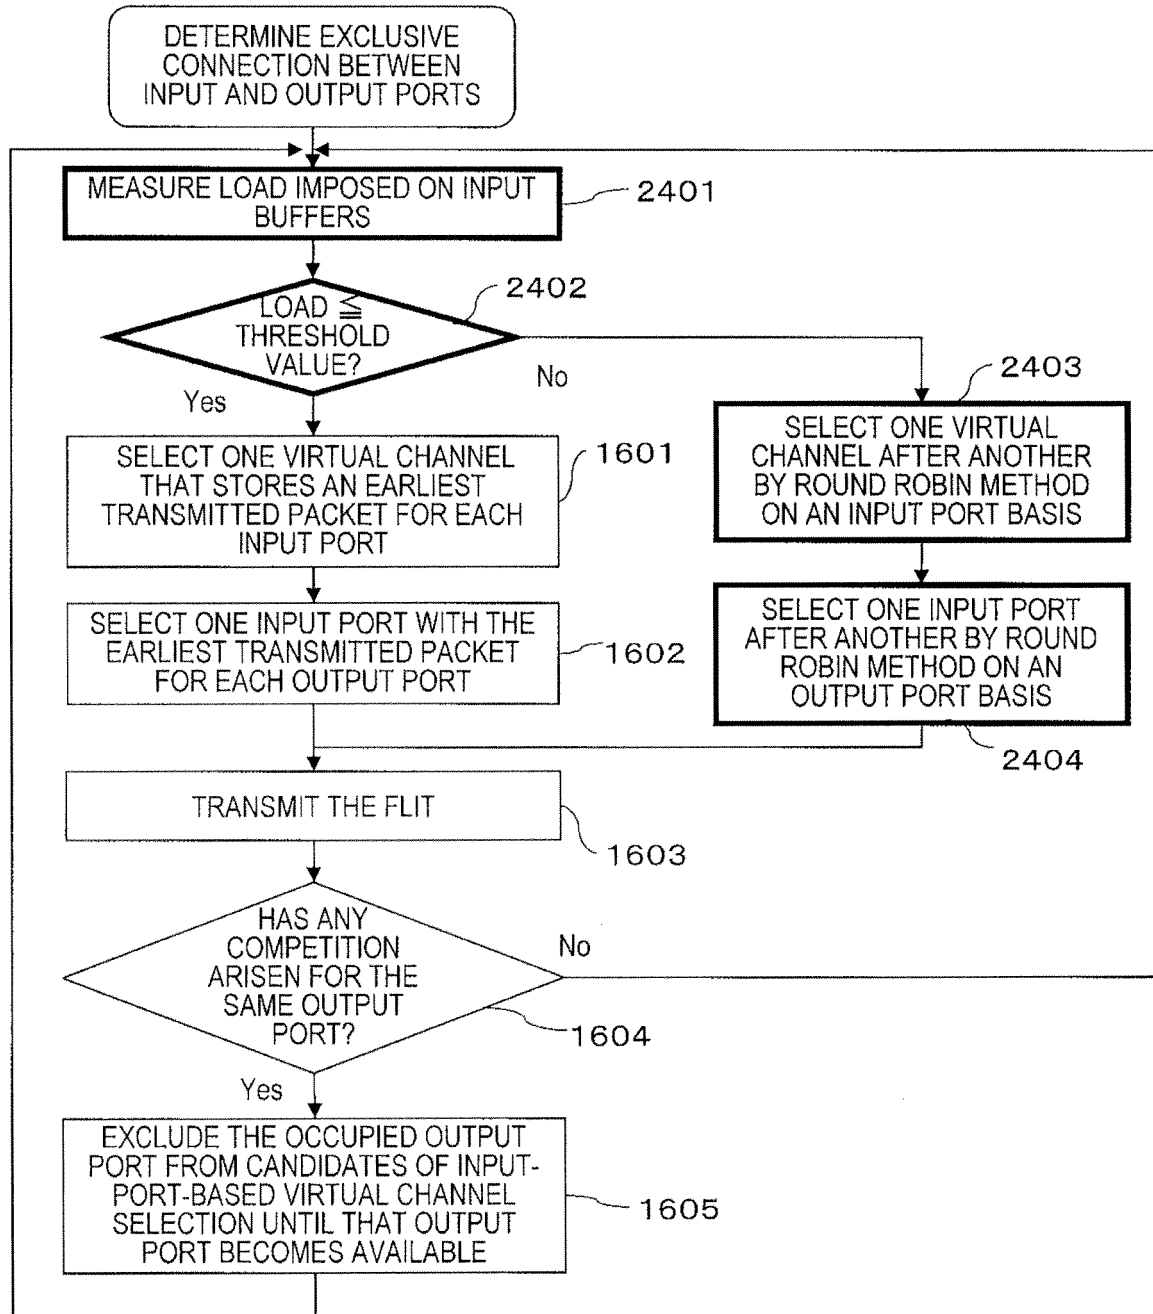 DETERMINE EXCLUSIVE
CONNECTION BETWEEN
INPUT AND OUTPUT PORTS
MEASURE LOAD IMPOSED ON INPUT
BUFFERS
2401
LOAD ≦
THRESHOLD
VALUE?
2402
Yes
No
SELECT ONE VIRTUAL CHANNEL
THAT STORES AN EARLIEST
TRANSMITTED PACKET FOR EACH
INPUT PORT
1601
2403
SELECT ONE VIRTUAL
CHANNEL AFTER ANOTHER
BY ROUND ROBIN METHOD
ON AN INPUT PORT BASIS
SELECT ONE INPUT PORT WITH THE
EARLIEST TRANSMITTED PACKET
FOR EACH OUTPUT PORT
1602
SELECT ONE INPUT PORT
AFTER ANOTHER BY ROUND
ROBIN METHOD ON AN
OUTPUT PORT BASIS
2404
TRANSMIT THE FLIT
1603
HAS ANY
COMPETITION
ARISEN FOR THE
SAME OUTPUT
PORT?
No
1604
Yes
EXCLUDE THE OCCUPIED OUTPUT
PORT FROM CANDIDATES OF INPUT-
PORT-BASED VIRTUAL CHANNEL
SELECTION UNTIL THAT OUTPUT
PORT BECOMES AVAILABLE
1605